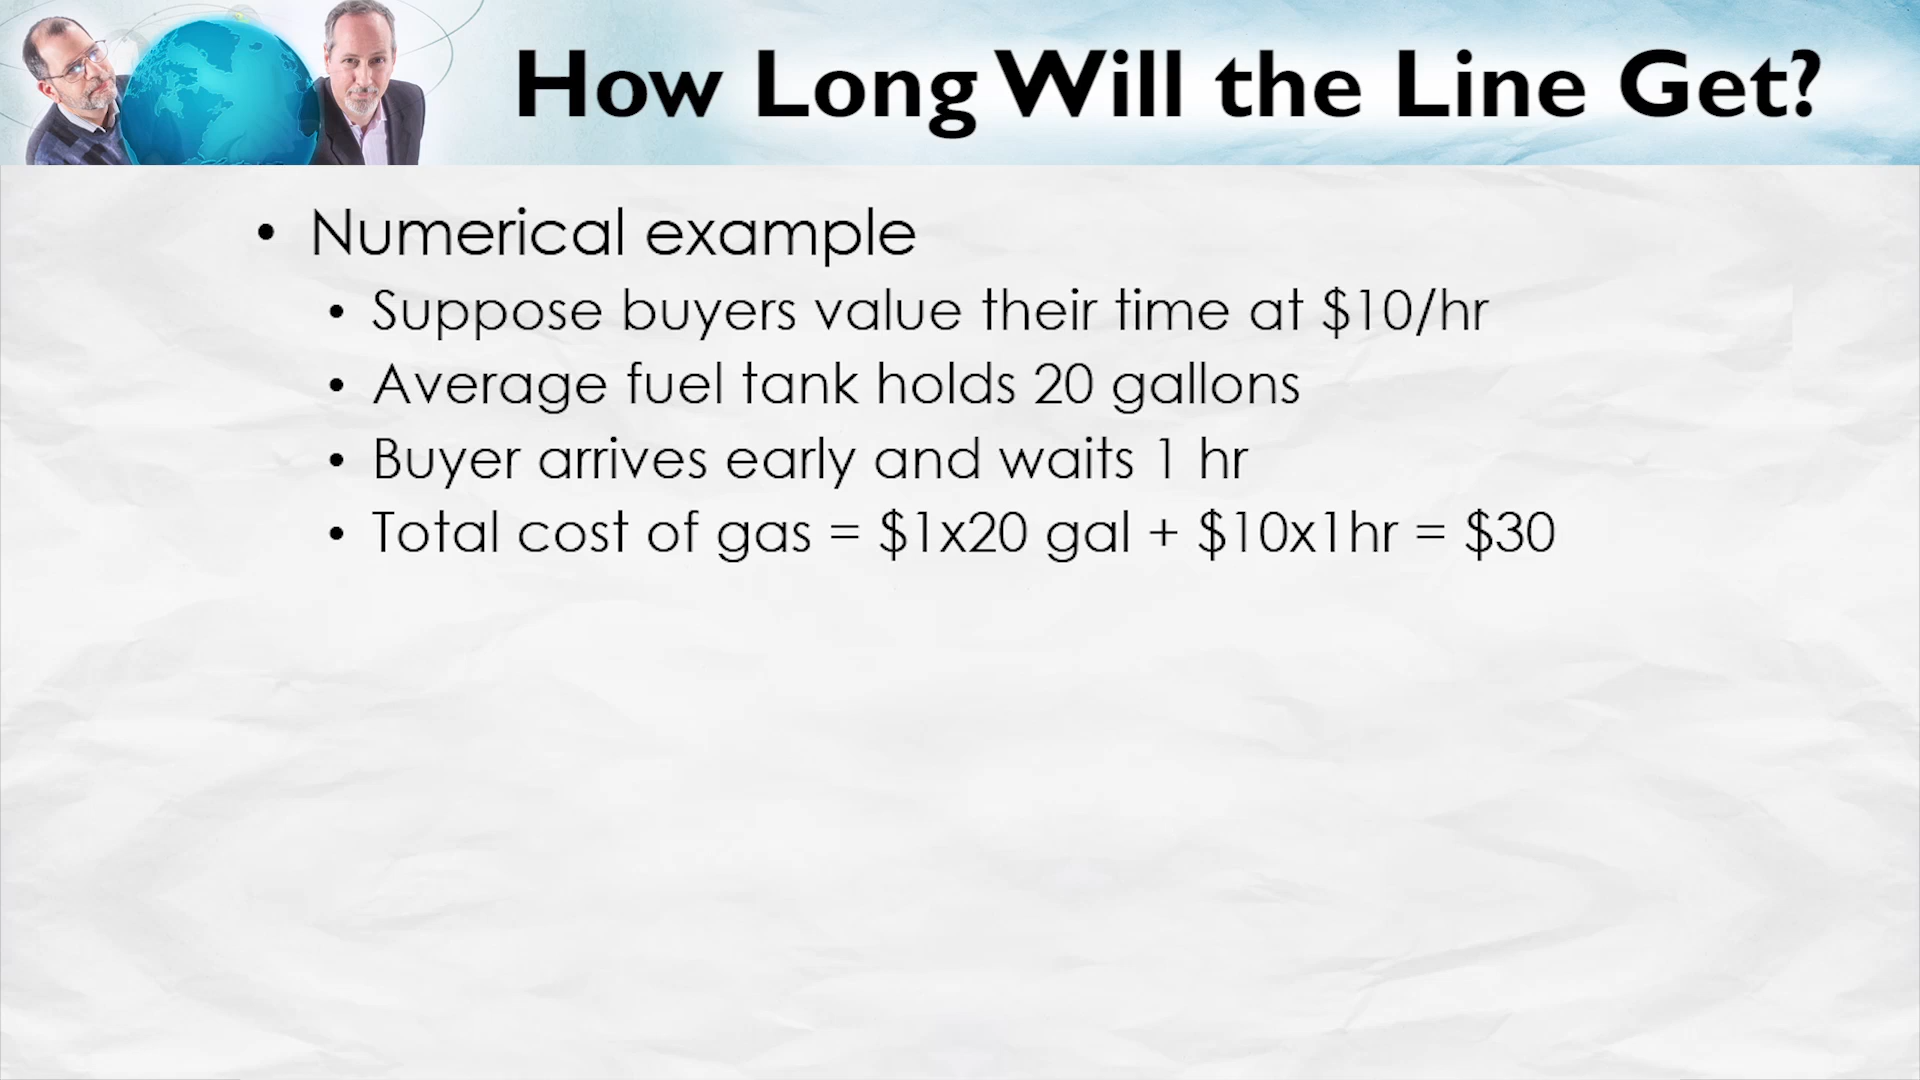 How Long Will the Line Get?
• Numerical example
• Suppose buyers value their time at $10/hr
• Average fuel tank holds 20 gallons
• Buyer arrives early and waits 1 hr
• Total cost of gas = $1x20 gal + $10x1hr = $30